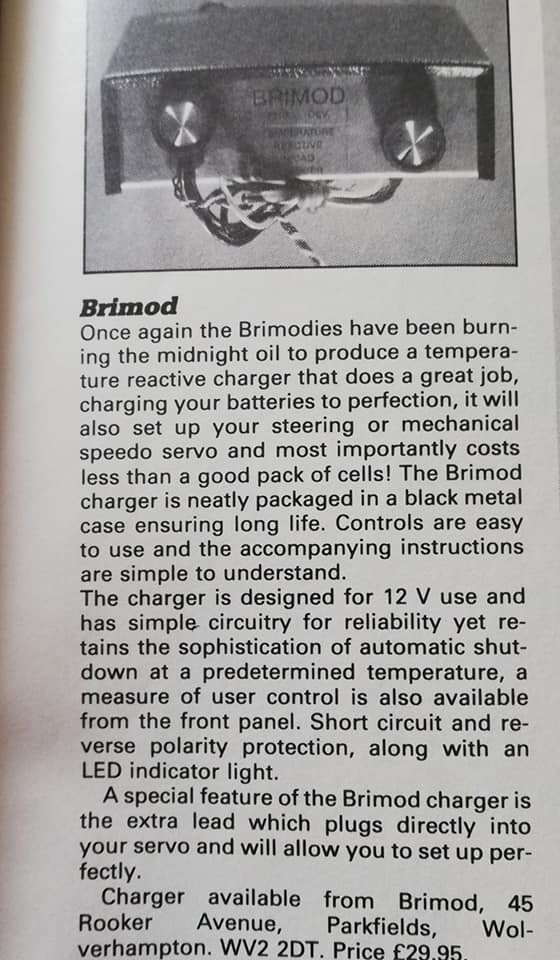 BRIMOD
TEMPERATURE
Brimod
Once again the Brimodies have been burn-
ing the midnight oil to produce a tempera-
ture reactive charger that does a great job,
charging your batteries to perfection, it will
also set up your steering or mechanical
speedo servo and most importantly costs
less than a good pack of cells! The Brimod
charger is neatly packaged in a black metal
case ensuring long life. Controls are easy
to use and the accompanying instructions
are simple to understand.
The charger is designed for 12 V use and
has simple circuitry for reliability yet re-
tains the sophistication of automatic shut-
down at a predetermined temperature, a
measure of user control is also available
from the front panel. Short circuit and re-
verse polarity protection, along with an
LED indicator light.
A special feature of the Brimod charger is
the extra lead which plugs directly into
your servo and will allow you to set up per-
fectly.
Charger available from Brimod, 45
Rooker Avenue, Parkfields, Wol-
verhampton. WV2 2DT. Price £29.95.